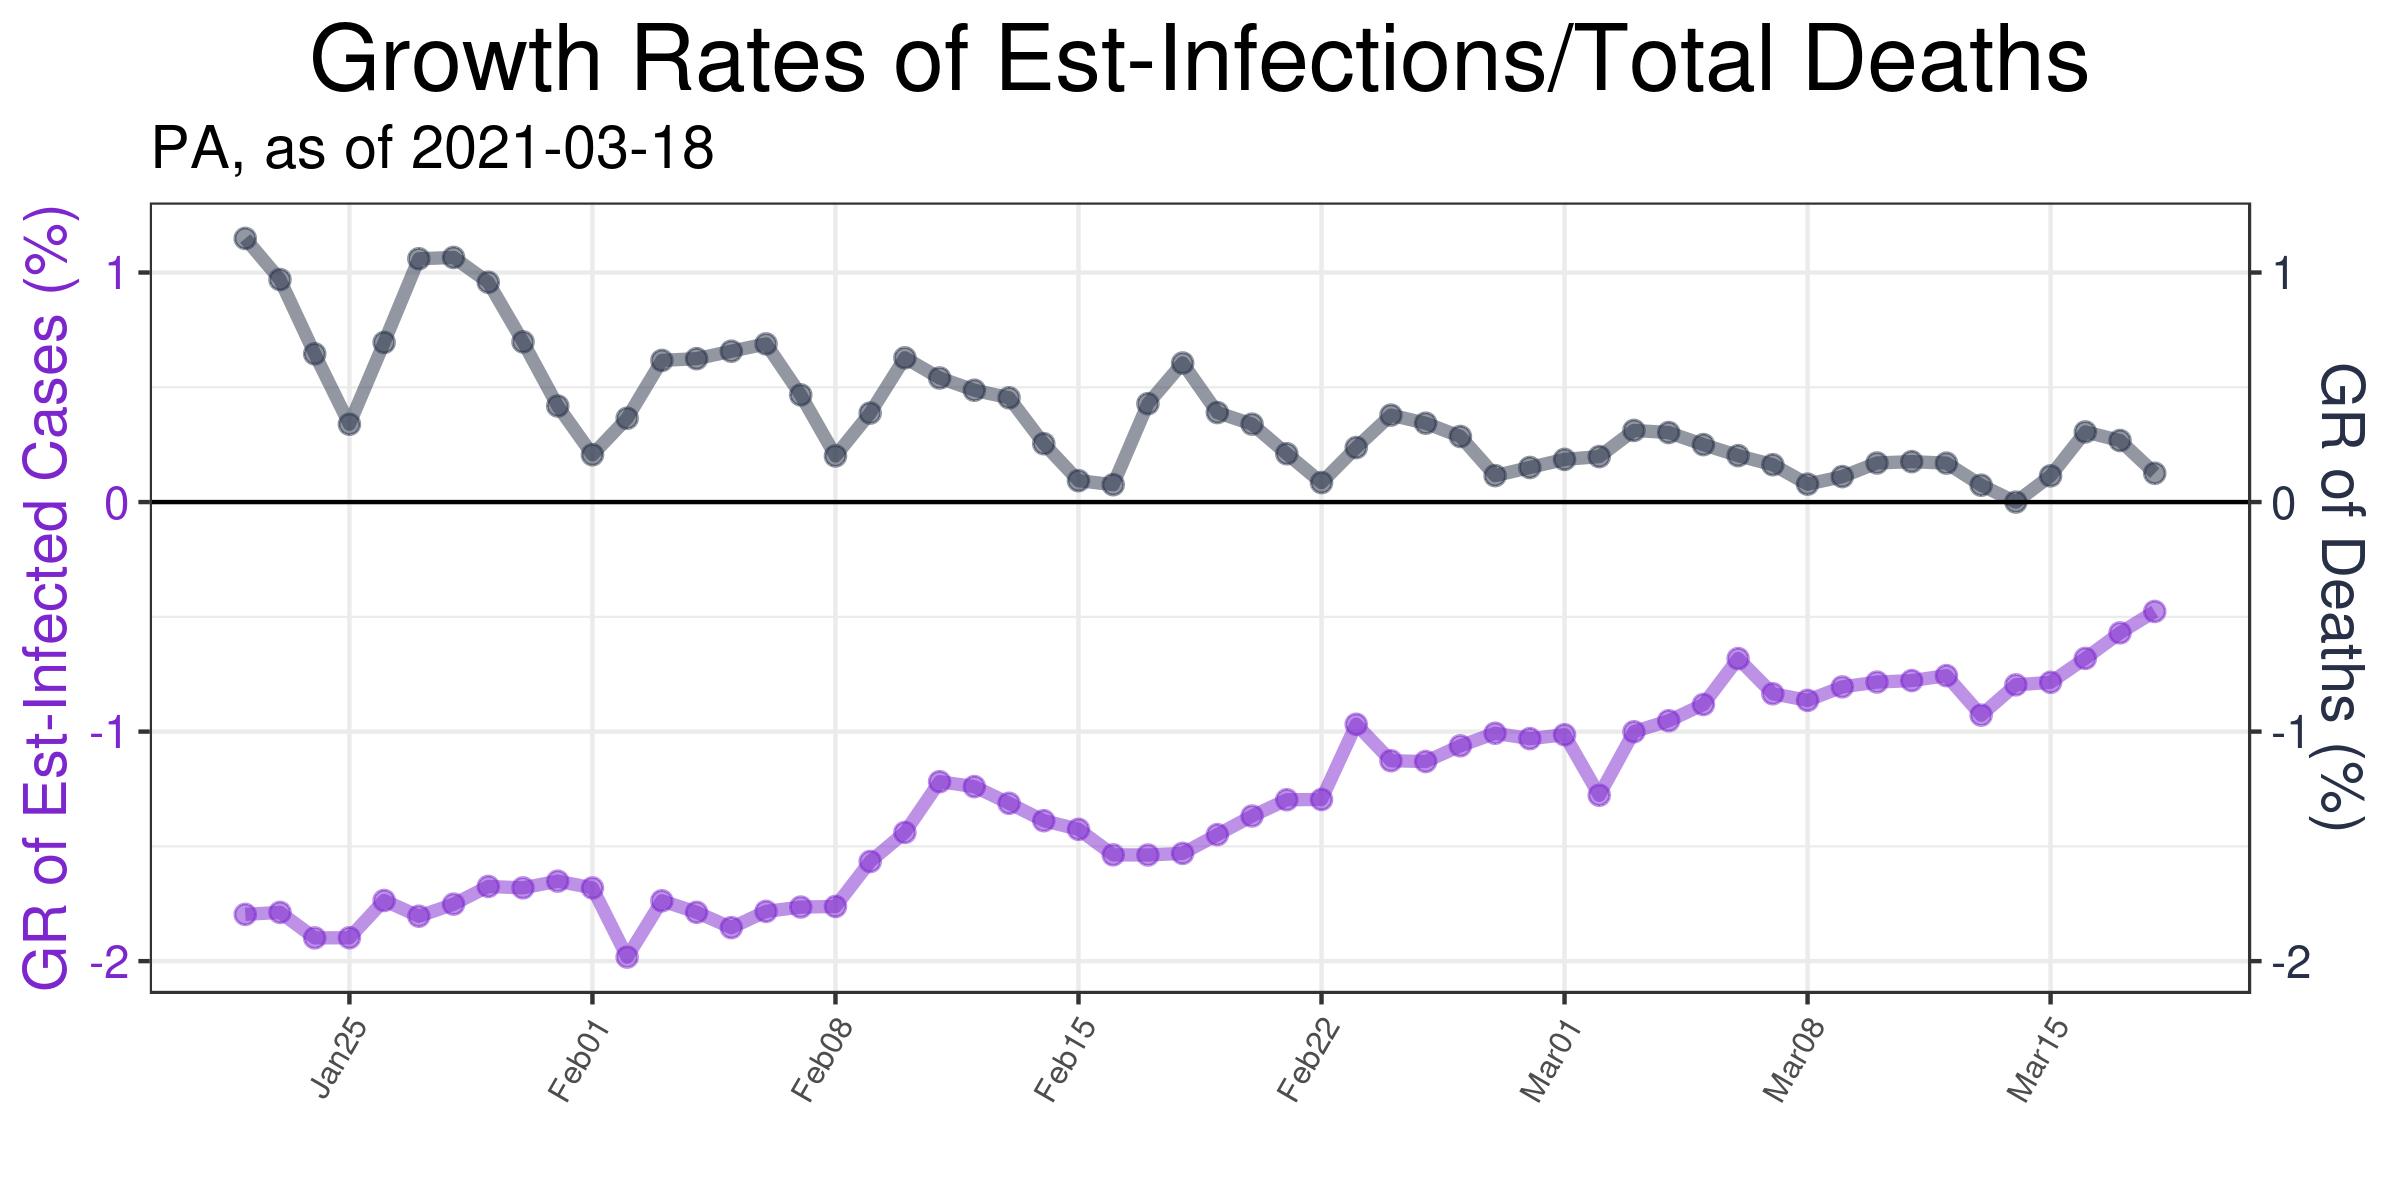 Growth Rates of Est-Infections/Total Deaths
PA, as of 2021-03-18
GR of Est-Infected Cases (%)
1
0
-1
-2
1
0
-1
-2
GR of Deaths (%)
Jan25
Feb01
Feb08
Feb15
Feb22
Mar01
Mar08
Mar15